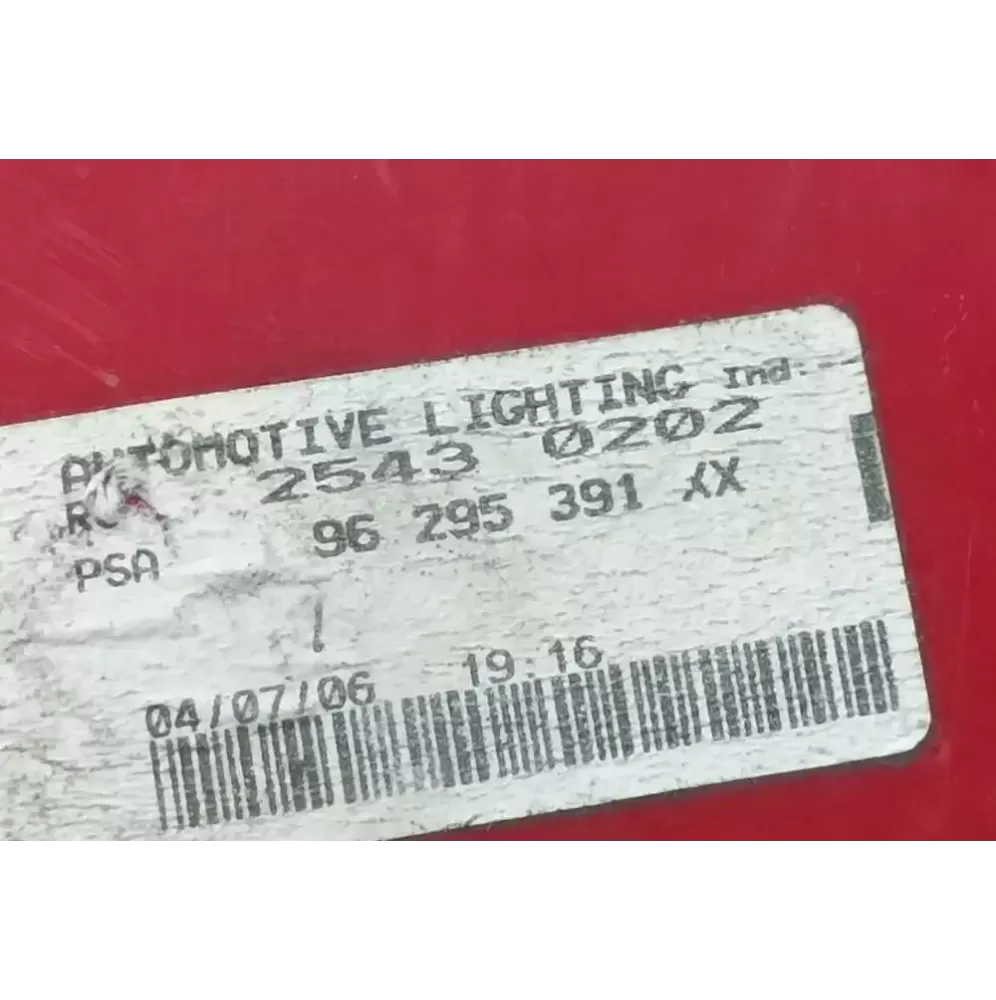 AUTOMOTIVE LIGHTING Ind.
2543 0202
PSA 96 295 391 XX
04/07/06 19:16